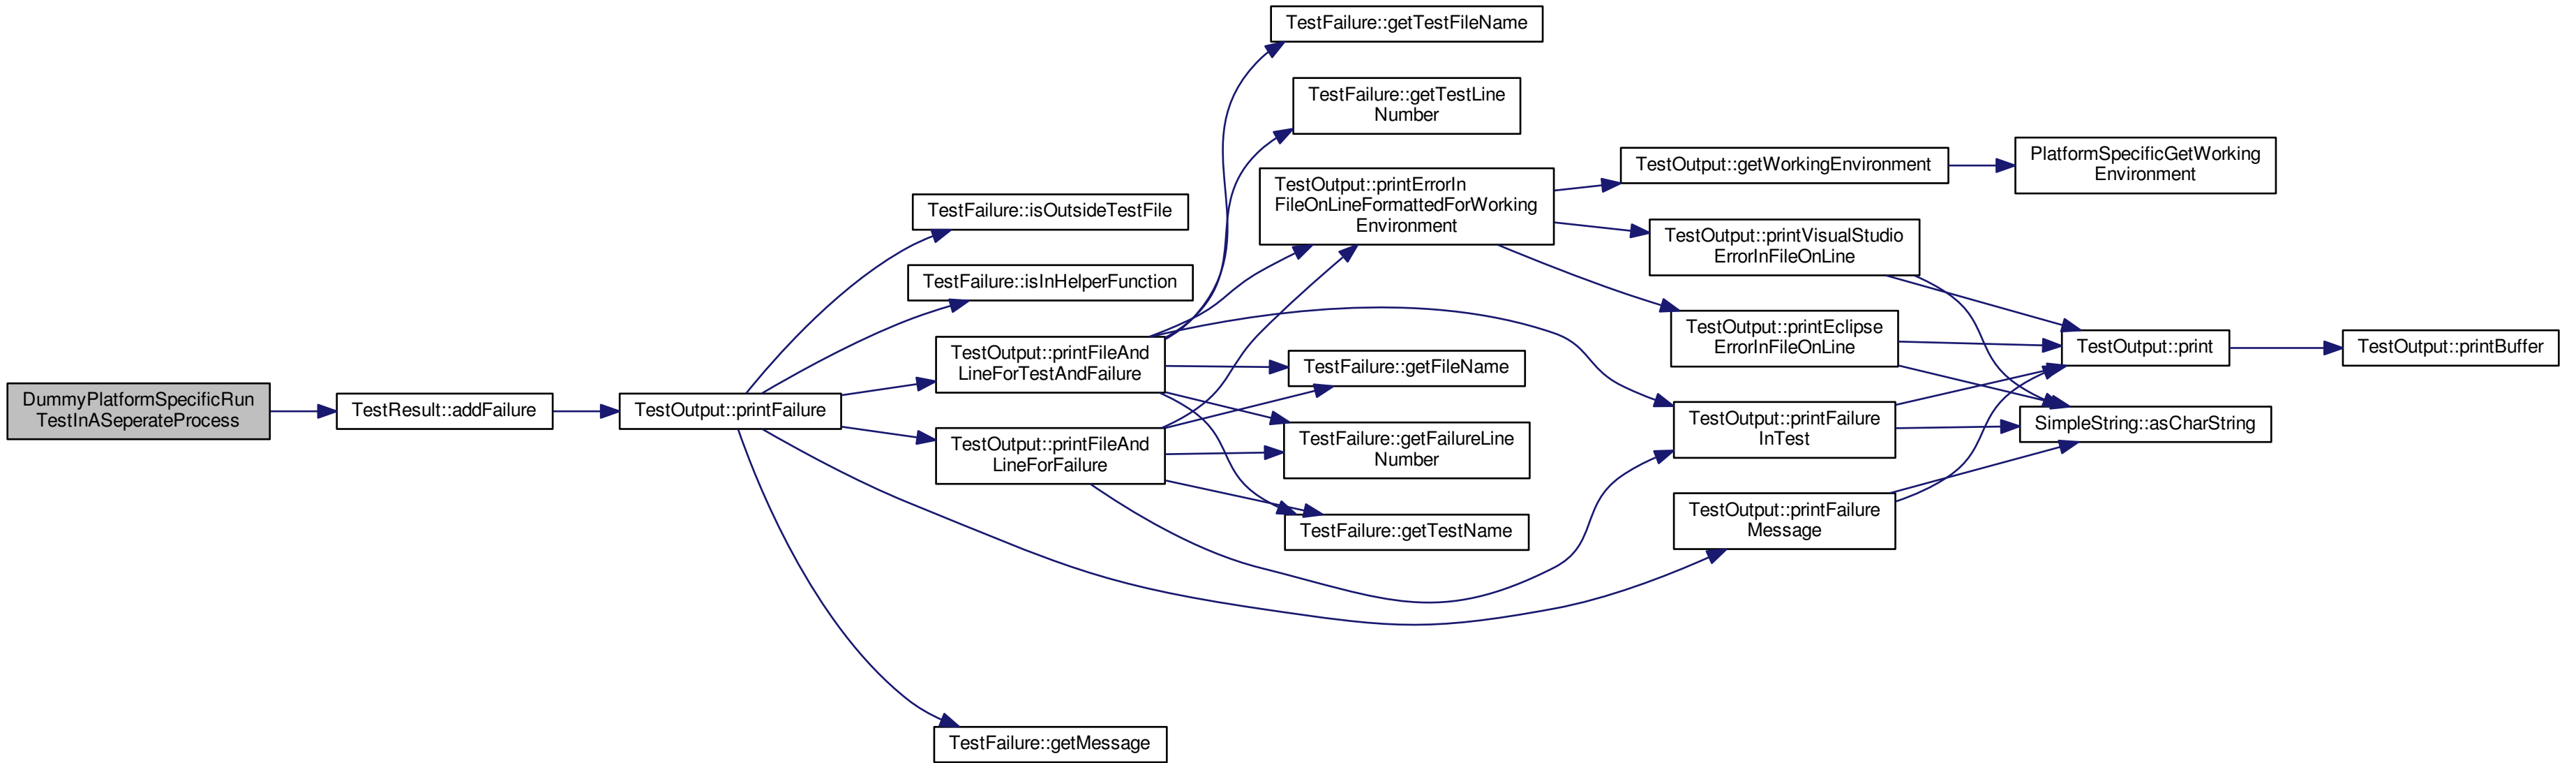 DummyPlatformSpecificRun
TestInASeperateProcess
TestResult::addFailure
TestOutput::printFailure
TestFailure::isOutsideTestFile
TestFailure::isInHelperFunction
TestOutput::printFileAnd
LineForTestAndFailure
TestOutput::printFileAnd
LineForFailure
TestFailure::getMessage
TestFailure::getTestFileName
TestFailure::getTestLine
Number
TestOutput::printErrorIn
FileOnLineFormattedForWorking
Environment
TestFailure::getFileName
TestFailure::getFailureLine
Number
TestFailure::getTestName
TestOutput::getWorkingEnvironment
TestOutput::printVisualStudio
ErrorInFileOnLine
TestOutput::printEclipse
ErrorInFileOnLine
TestOutput::printFailure
InTest
TestOutput::printFailure
Message
PlatformSpecificGetWorking
Environment
TestOutput::print
SimpleString::asCharString
TestOutput::printBuffer